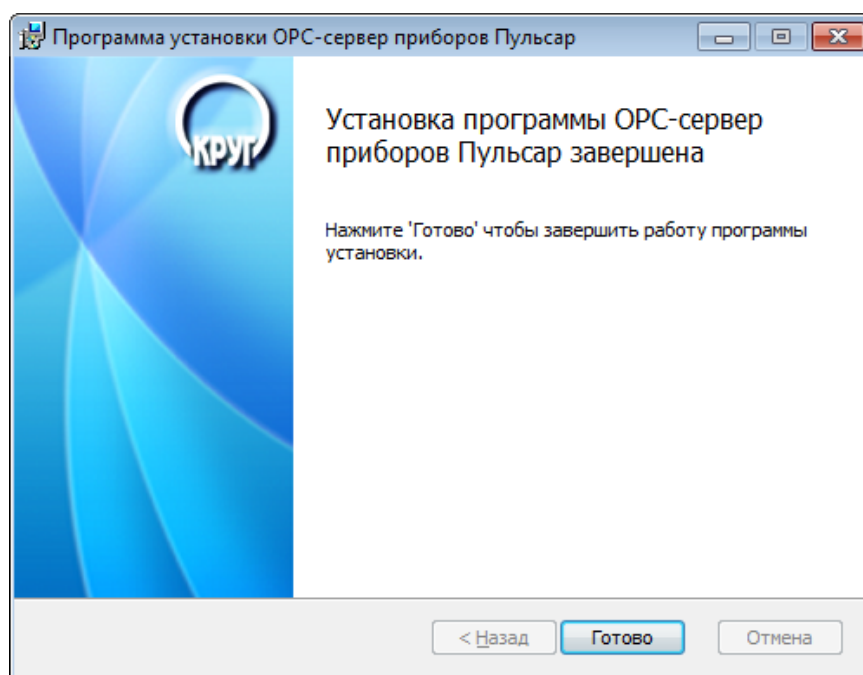 Программа установки OPC-сервер приборов Пульсар
КРУГ
Установка программы OPC-сервер
приборов Пульсар завершена
Нажмите 'Готово' чтобы завершить работу программы
установки.
< Назад
Готово
Отмена